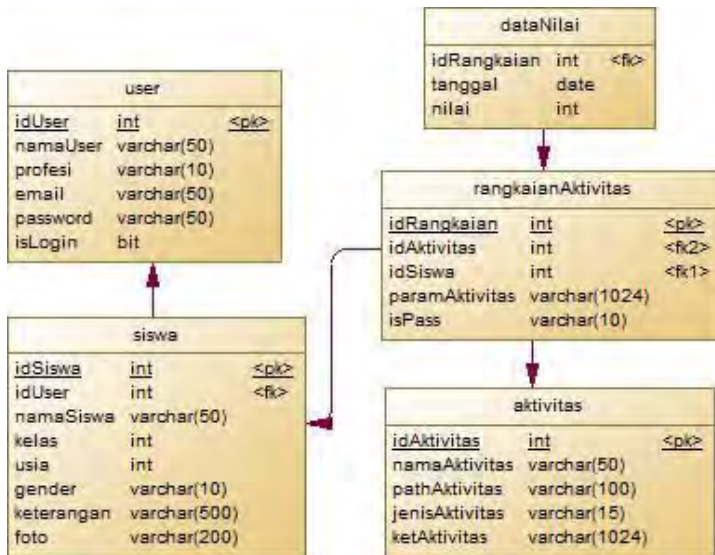 dataNilai
idRangkaian int <fk>
tanggal date
nilai int
user
idUser int <pk>
namaUser varchar(50)
profesi varchar(10)
email varchar(50)
password varchar(50)
isLogin bit
rangkaianAktivitas
idRangkaian int <pk>
idAktivitas int <fk2>
idSiswa int <fk1>
paramAktivitas varchar(1024)
isPass varchar(10)
siswa
idSiswa int <pk>
idUser int <fk>
namaSiswa varchar(50)
kelas int
usia int
gender varchar(10)
keterangan varchar(500)
foto varchar(200)
aktivitas
idAktivitas int <pk>
namaAktivitas varchar(50)
pathAktivitas varchar(100)
jenisAktivitas varchar(15)
ketAktivitas varchar(1024)